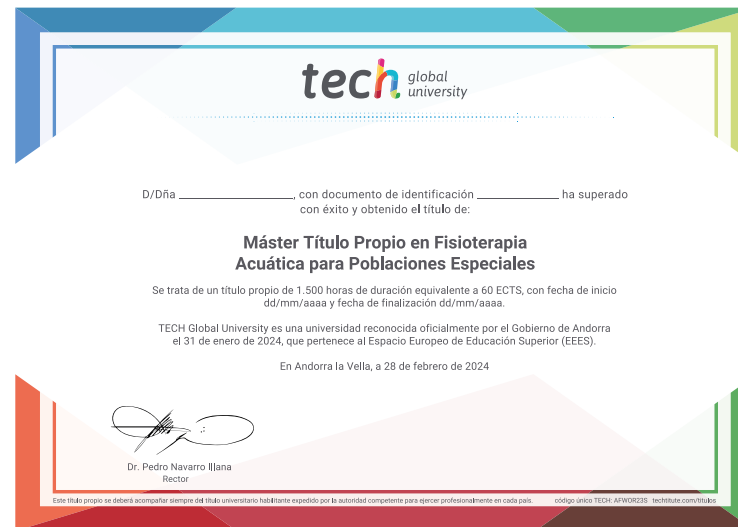 tech global university
D/Dña ____________, con documento de identificación ____________ ha superado
con éxito y obtenido el título de:
Máster Título Propio en Fisioterapia
Acuática para Poblaciones Especiales
Se trata de un título propio de 1.500 horas de duración equivalente a 60 ECTS, con fecha de inicio
dd/mm/aaaa y fecha de finalización dd/mm/aaaa.
TECH Global University es una universidad reconocida oficialmente por el Gobierno de Andorra
el 31 de enero de 2024, que pertenece al Espacio Europeo de Educación Superior (EEES).
En Andorra la Vella, a 28 de febrero de 2024
Dr. Pedro Navarro Illana
Rector
Este título propio se deberá acompañar siempre del título universitario habilitante expedido por la autoridad competente para ejercer profesionalmente en cada país. código único TECH: AFWOR23S techtitute.com/titulos